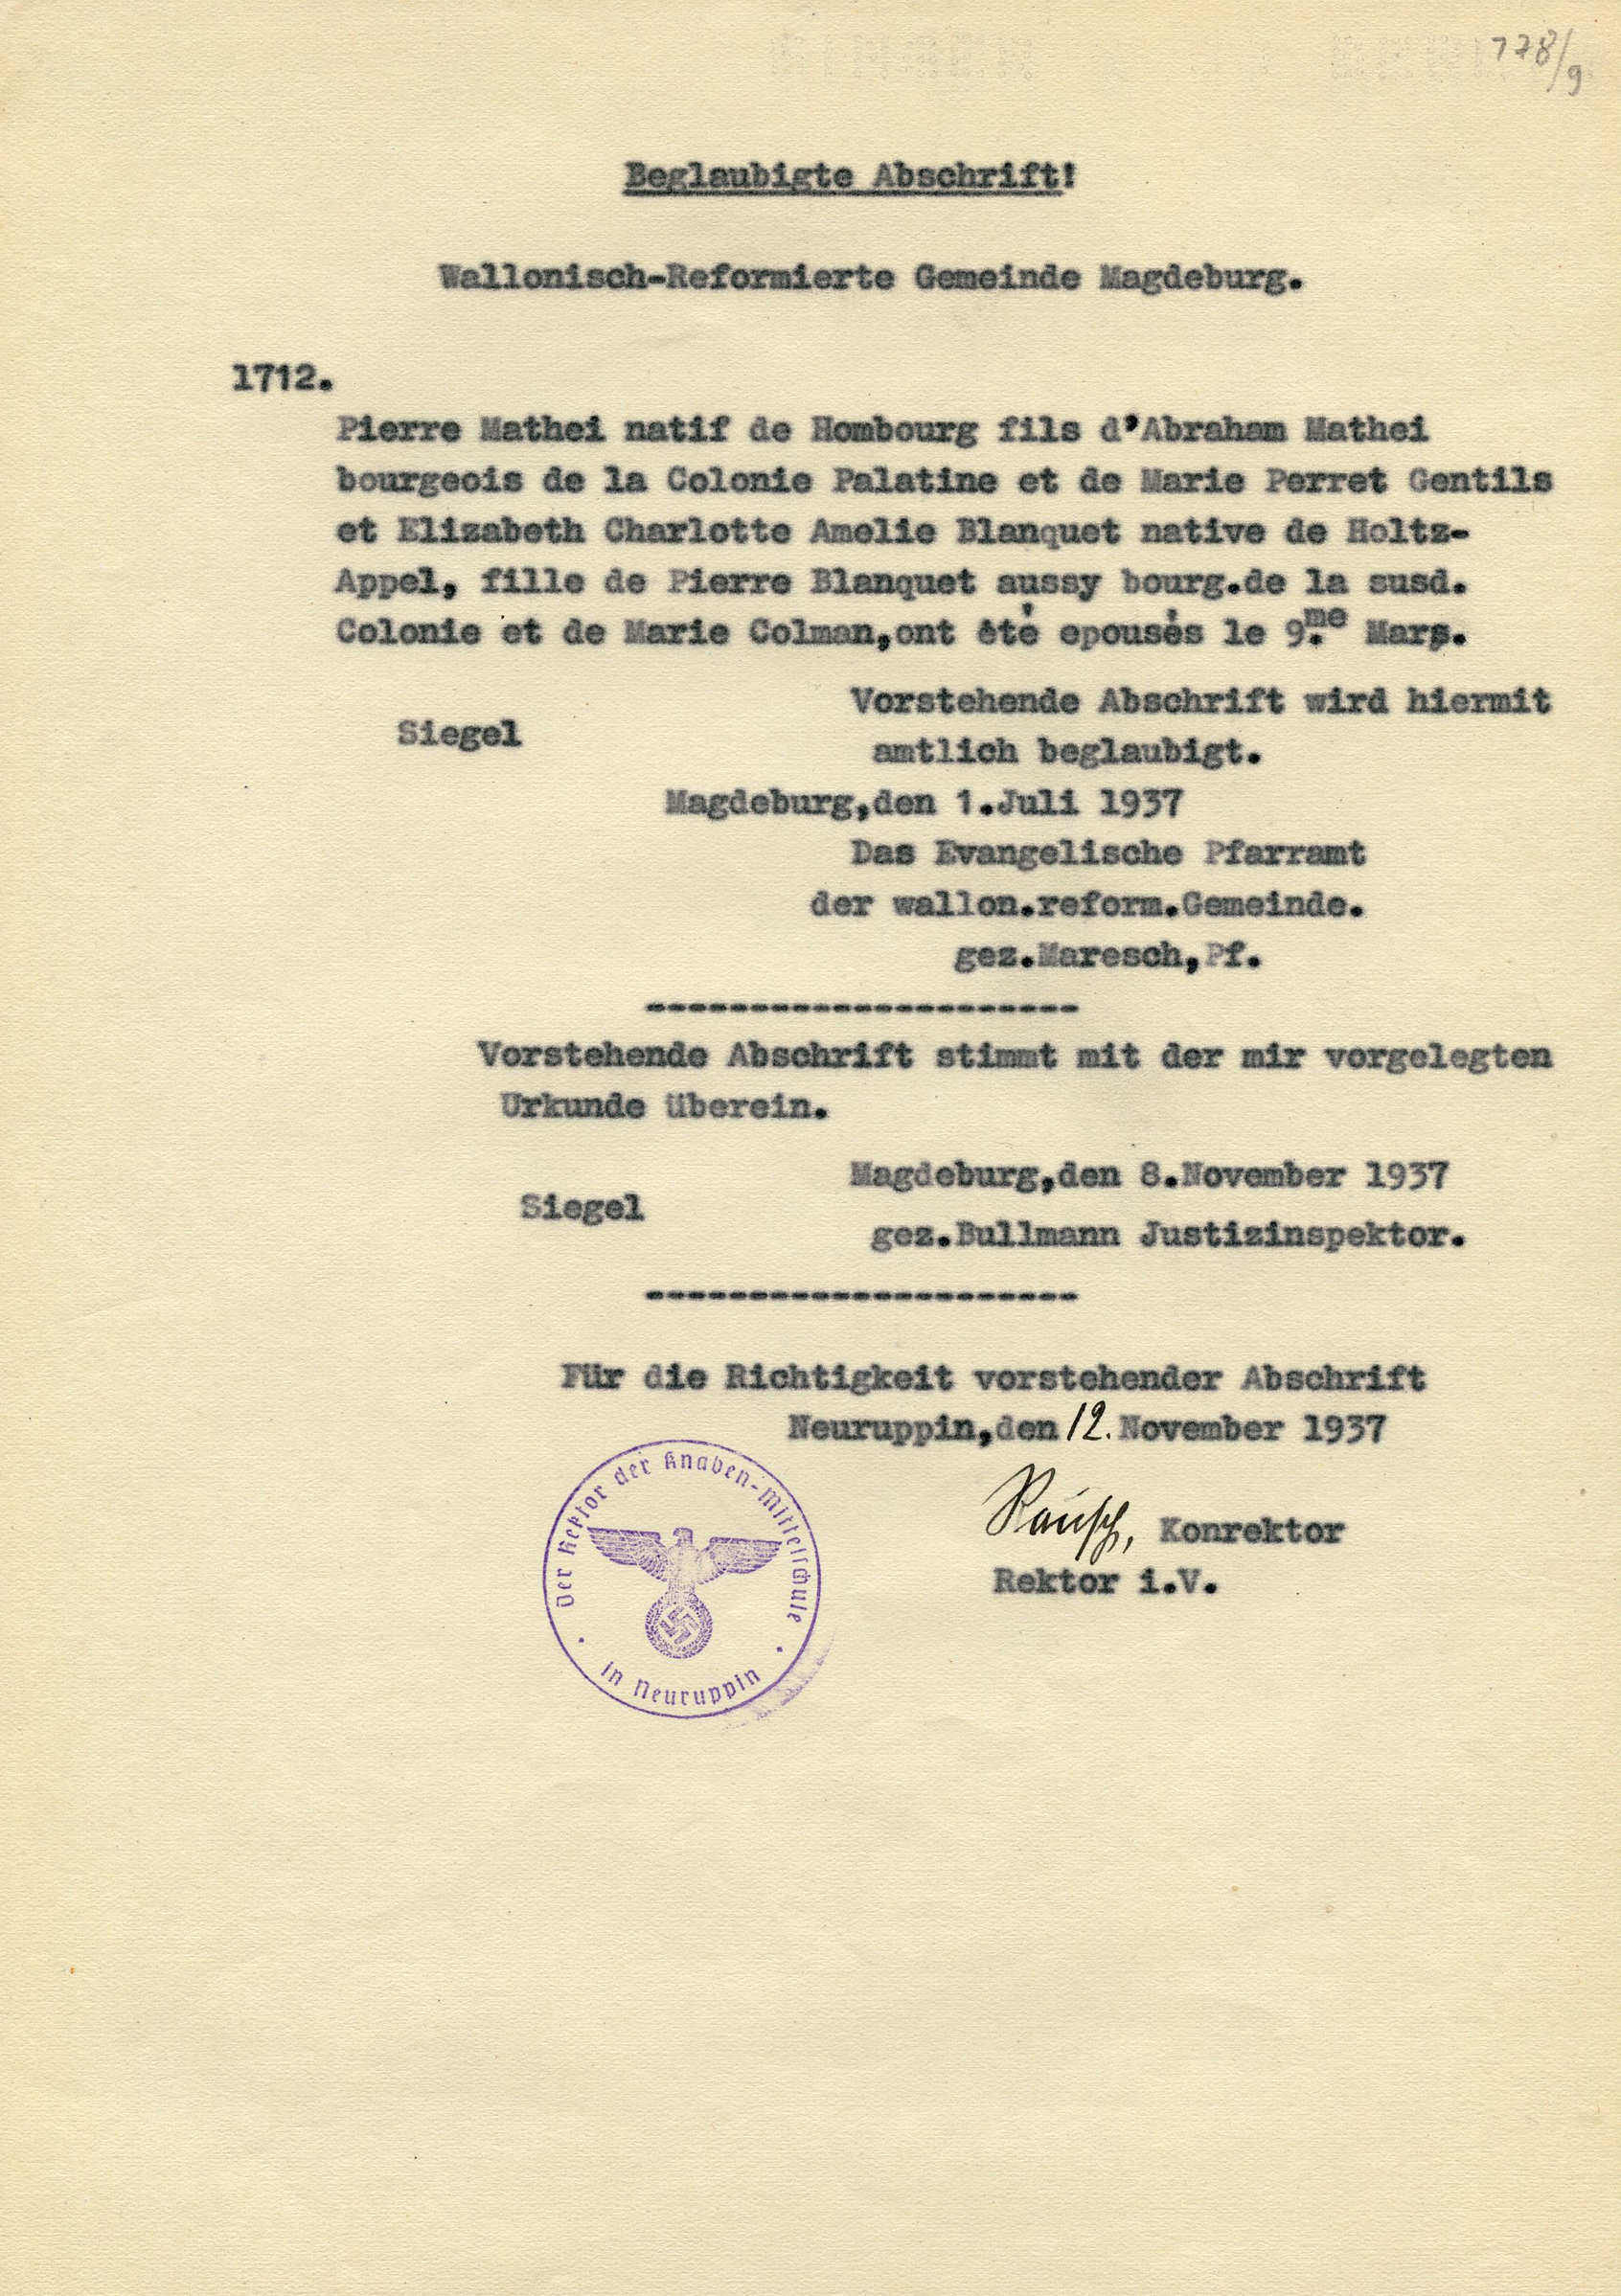 778/9
Beglaubigte Abschrift!
Wallonisch-Reformierte Gemeinde Magdeburg.
1712.
Pierre Mathei natif de Hombourg fils d'Abraham Mathei
bourgeois de la Colonie Palatine et de Marie Perret Gentils
et Elizabeth Charlotte Amelie Blanquet native de Holtz-
Appel, fille de Pierre Blanquet aussy bourg.de la susd.
Colonie et de Marie Colman,ont été epousés le 9.me Mars.
Vorstehende Abschrift wird hiermit
Siegel
amtlich beglaubigt.
Magdeburg,den 1.Juli 1937
Das Evangelische Pfarramt
der wallon.reform.Gemeinde.
gez.Maresch,Pf.
---------------------
Vorstehende Abschrift stimmt mit der mir vorgelegten
Urkunde überein.
Magdeburg,den 8.November 1937
Siegel
gez.Bullmann Justizinspektor.
---------------------
Für die Richtigkeit vorstehender Abschrift
Neuruppin,den 12. November 1937
Rausch, Konrektor
Rektor i.V.
Der Rektor der Knaben-Mittelschule
in Neuruppin